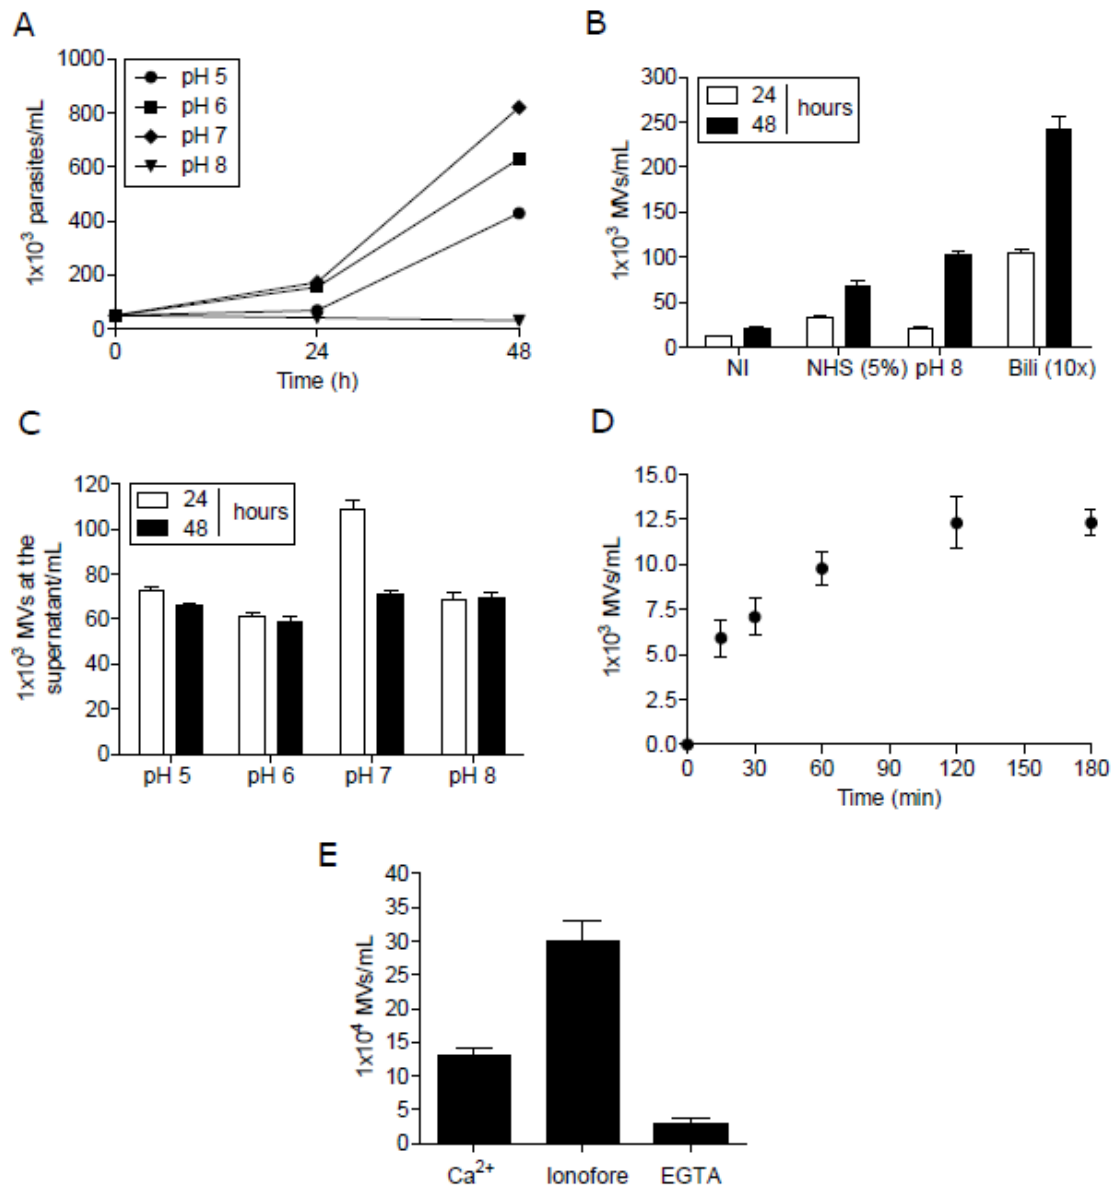 A
1x10³ parasites/mL
1000
800
600
400
200
0
pH 5
pH 6
pH 7
pH 8
0 24 48
Time (h)
B
1x10³ MVs/mL
300
250
200
150
100
50
0
24
48
hours
NI NHS (5%) pH 8 Bili (10x)
C
1x10³ MVs at the
supernatant/mL
120
100
80
60
40
20
0
24
48
hours
pH 5 pH 6 pH 7 pH 8
D
1x10³ MVs/mL
15.0
12.5
10.0
7.5
5.0
2.5
0.0
0 30 60 90 120 150 180
Time (min)
E
1x10⁴ MVs/mL
40
35
30
25
20
15
10
5
0
Ca²⁺ Ionofore EGTA